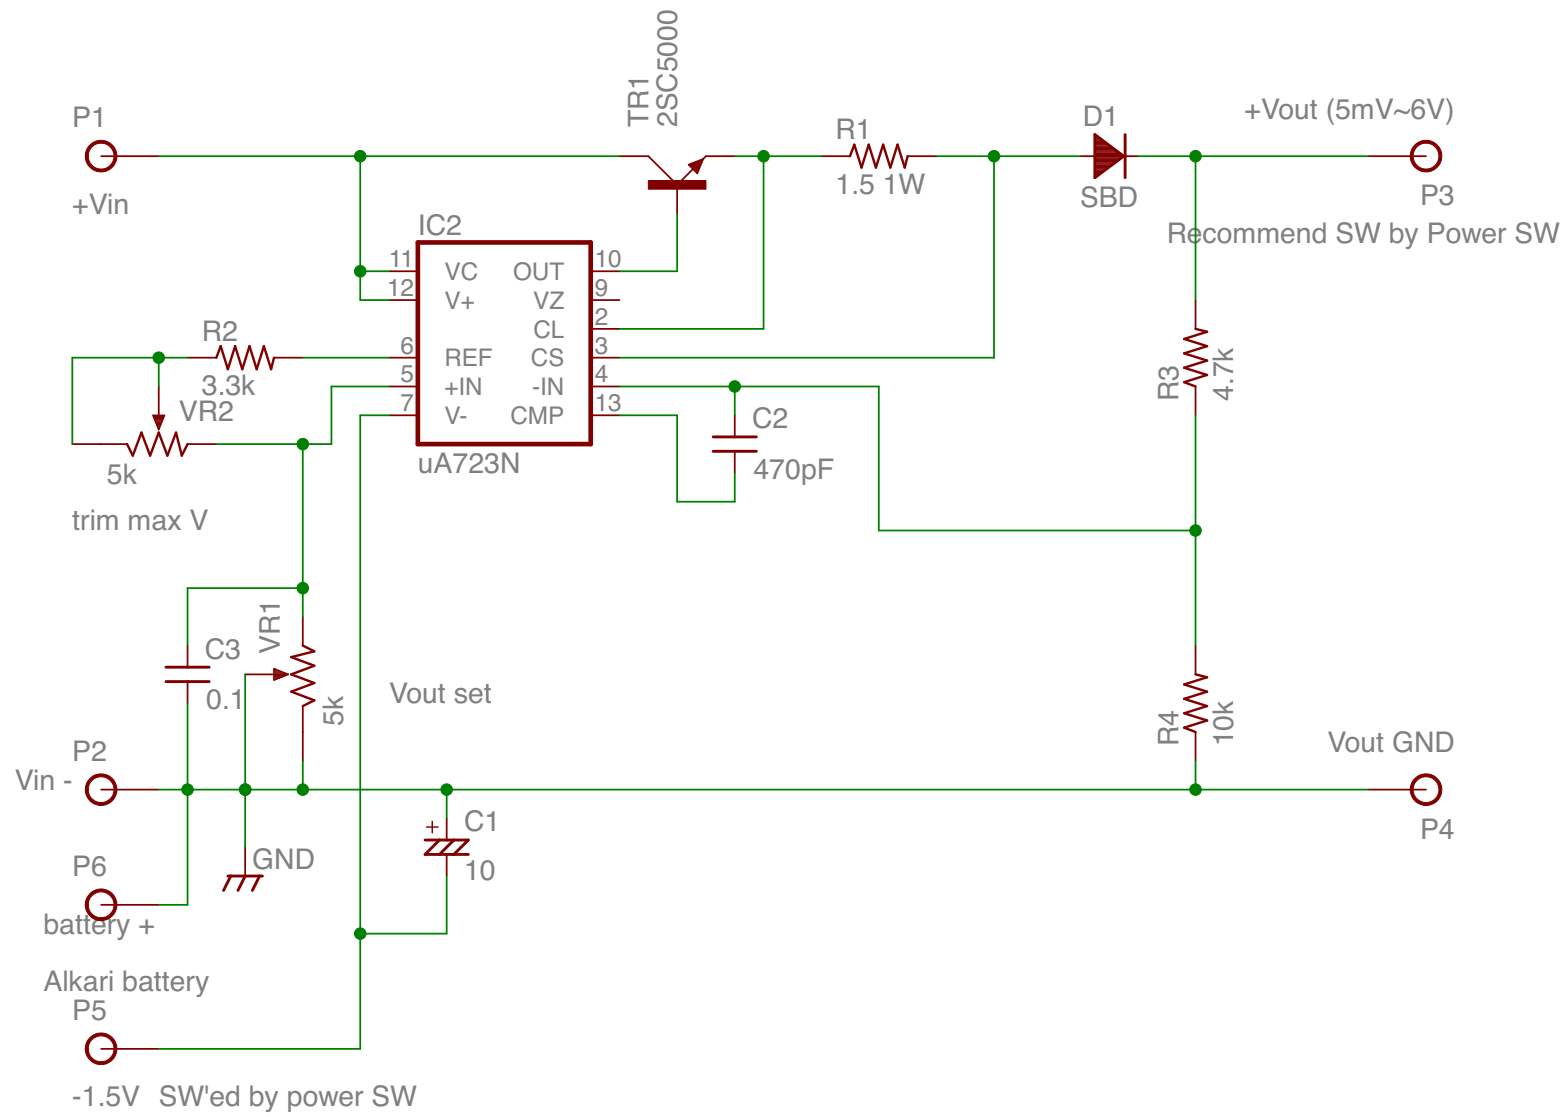 TR1
2SC5000
P1
+Vin
R1
1.5 1W
D1
SBD
+Vout (5mV~6V)
P3
Recommend SW by Power SW
IC2
11
VC
OUT
10
12
V+
VZ
9
CL
2
R2
3.3k
6
REF
CS
3
5
+IN
-IN
4
7
V-
CMP
13
uA723N
VR2
5k
trim max V
C2
470pF
R3
4.7k
C3
0.1
VR1
5k
Vout set
R4
10k
P2
Vin -
Vout GND
P4
+
C1
10
GND
P6
battery +
Alkari battery
P5
-1.5V SW'ed by power SW